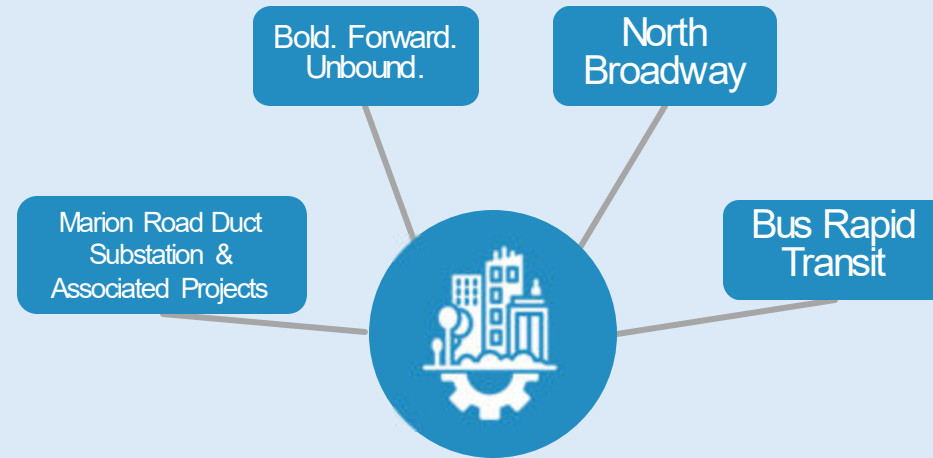 Bold. Forward.
Unbound.
North
Broadway
Marion Road Duct
Substation &
Associated Projects
Bus Rapid
Transit